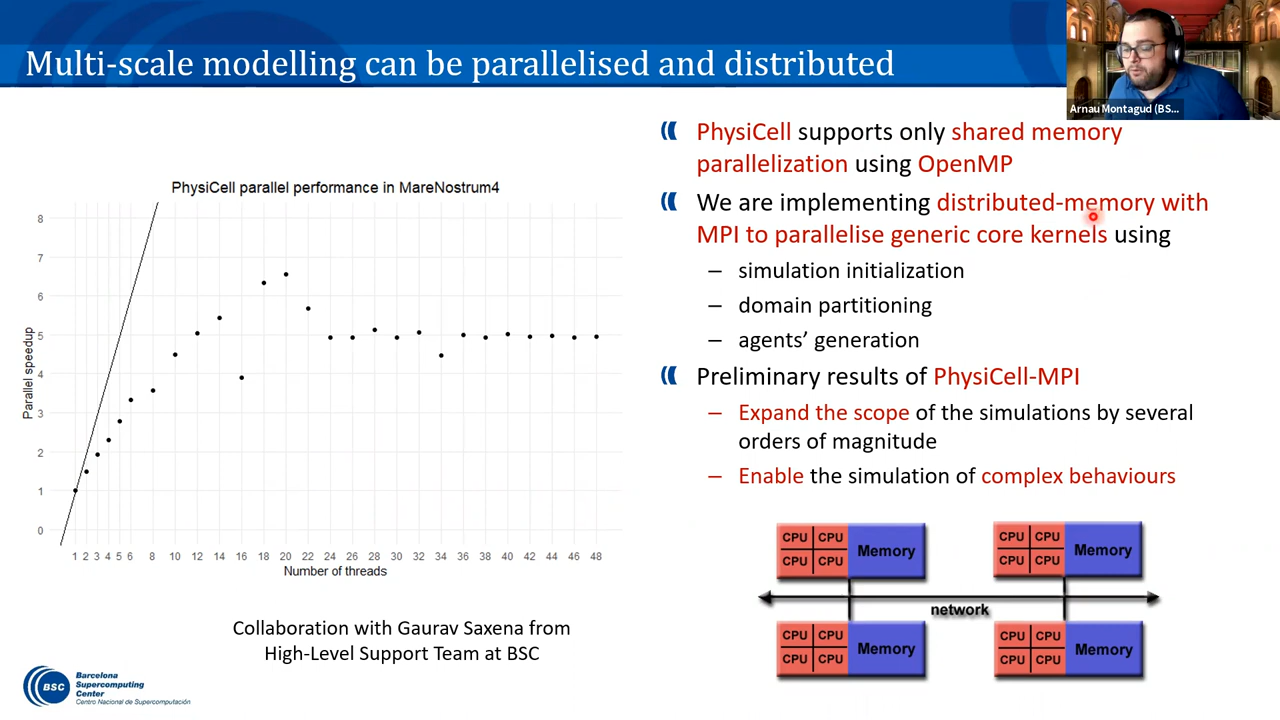 Multi-scale modelling can be parallelised and distributed
Arnau Montagud (BS...
PhysiCell parallel performance in MareNostrum4
Parallel speedup
8
7
6
5
4
3
2
1
0
1 2 3 4 5 6 8 10 12 14 16 18 20 22 24 26 28 30 32 34 36 38 40 42 44 46 48
Number of threads
Collaboration with Gaurav Saxena from
High-Level Support Team at BSC
PhysiCell supports only shared memory
parallelization using OpenMP
We are implementing distributed-memory with
MPI to parallelise generic core kernels using
– simulation initialization
– domain partitioning
– agents’ generation
Preliminary results of PhysiCell-MPI
– Expand the scope of the simulations by several
orders of magnitude
– Enable the simulation of complex behaviours
CPU CPU
CPU CPU
Memory
CPU CPU
CPU CPU
Memory
network
CPU CPU
CPU CPU
Memory
CPU CPU
CPU CPU
Memory
BSC
Barcelona
Supercomputing
Center
Centro Nacional de Supercomputación